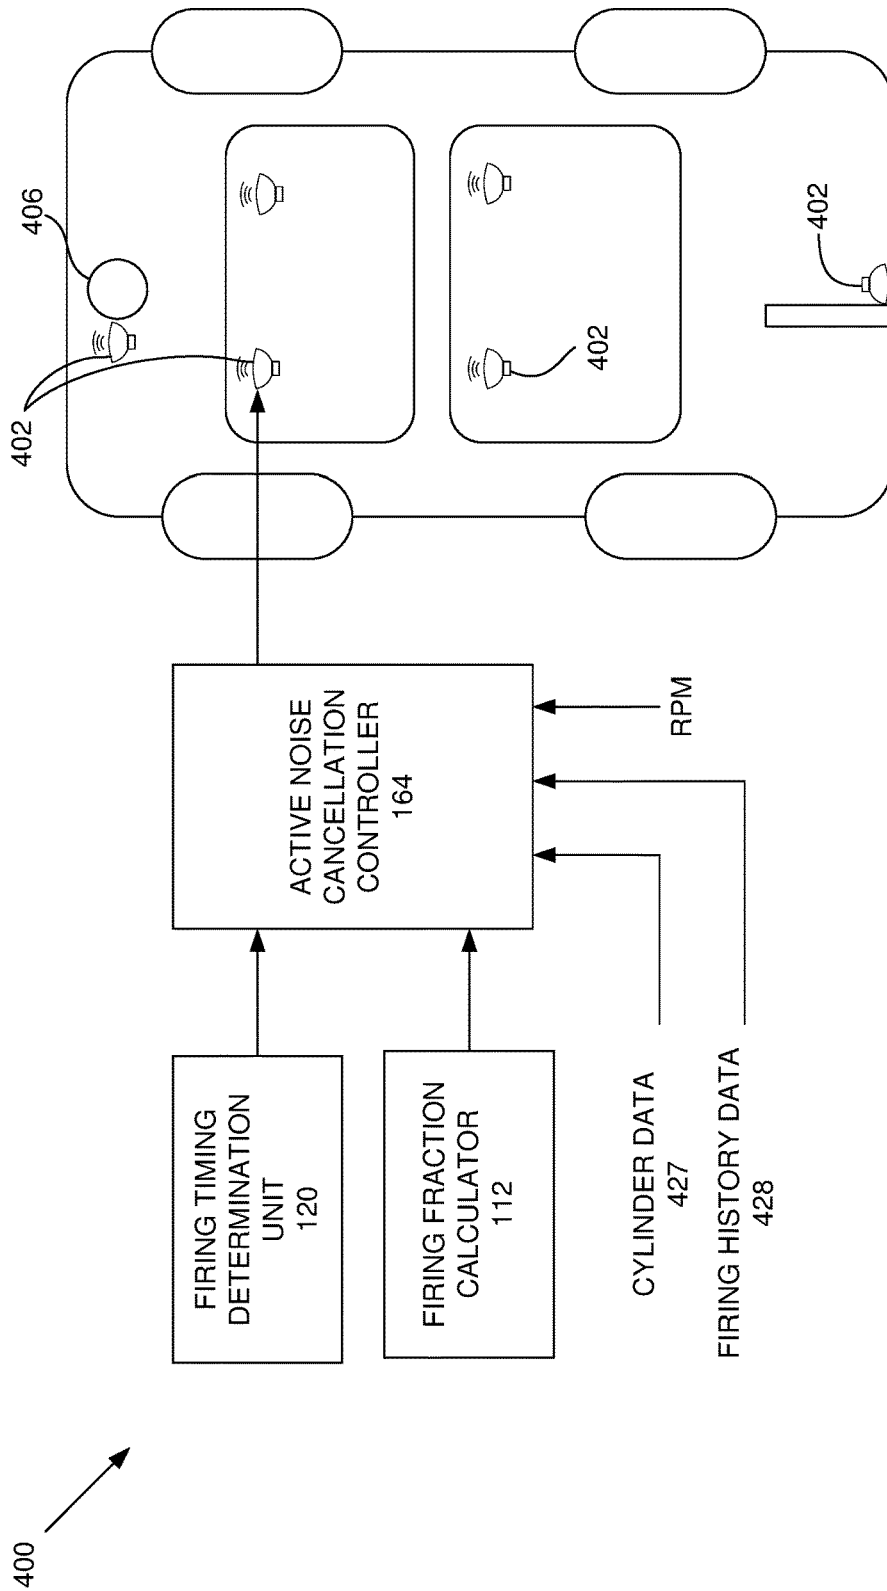 400
FIRING TIMING
DETERMINATION
UNIT
120
FIRING FRACTION
CALCULATOR
112
CYLINDER DATA
427
FIRING HISTORY DATA
428
ACTIVE NOISE
CANCELLATION
CONTROLLER
164
RPM
402
406
402
402